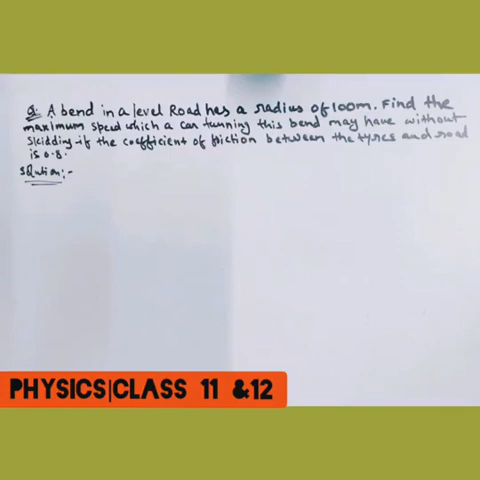 Q:- A bend in a level Road has a radius of 100m. Find the
maximum speed which a car turning this bend may have without
skidding if the coefficient of friction between the tyres and road
is 0.8.
Solution:-
PHYSICS|CLASS 11 &12